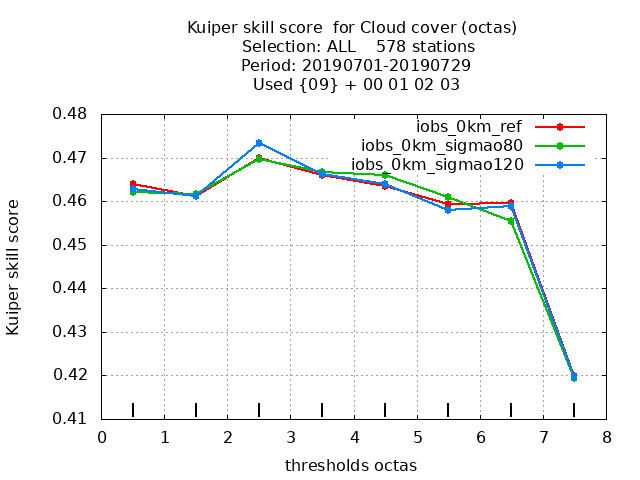 Kuiper skill score  for Cloud cover (octas)
Selection: ALL    578 stations
Period: 20190701-20190729
Used {09} + 00 01 02 03
iobs_0km_ref
iobs_0km_sigmao80
iobs_0km_sigmao120
Kuiper skill score
0.48
0.47
0.46
0.45
0.44
0.43
0.42
0.41
0 1 2 3 4 5 6 7 8
thresholds octas